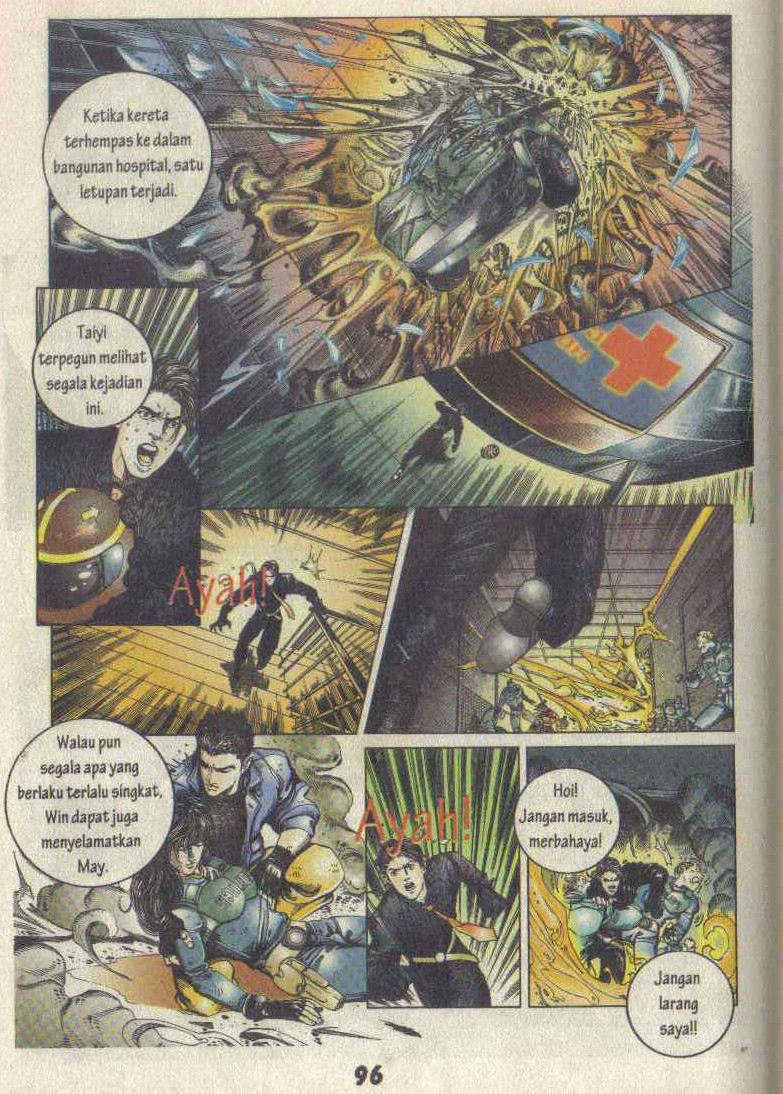 Ketika kereta
terhempas ke dalam
bangunan hospital, satu
letupan terjadi.
Taiyi
terpegun melihat
segala kejadian
ini.
Ayah!
Walau pun
segala apa yang
berlaku terlalu singkat,
Win dapat juga
menyelamatkan
May.
Ayah!
Hoi!
Jangan masuk,
merbahaya!
Jangan
larang
saya!!
96